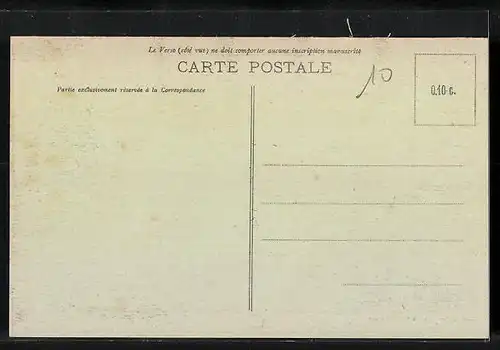 Le Verso (côté vue) ne doit comporter aucune inscription manuscrite
CARTE POSTALE
10
0,10 c.
Partie exclusivement réservée à la Correspondance